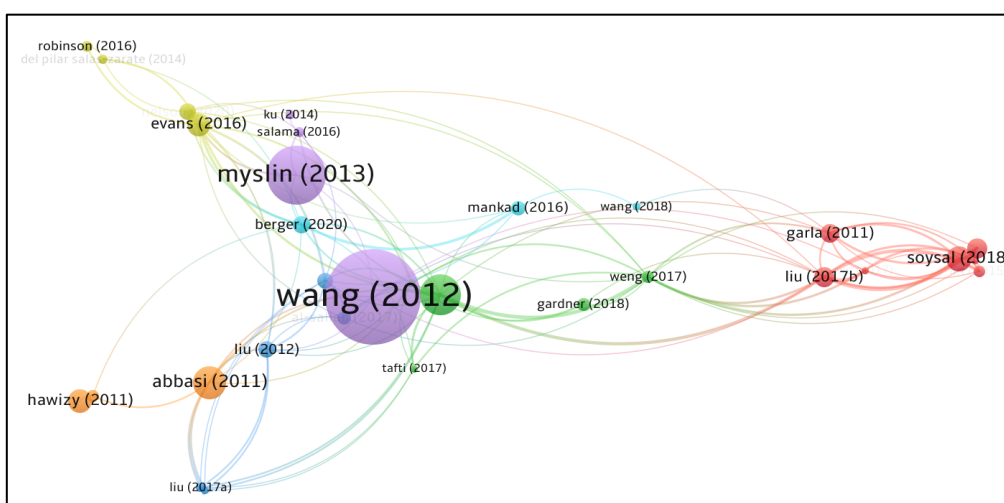 robinson (2016)
del pilar salas-zarate (2014)
ku (2014)
evans (2016)
salama (2016)
myslin (2013)
mankad (2016)
wang (2018)
berger (2020)
garla (2011)
soysal (2018
weng (2017)
liu (2017b)
wang (2012)
gardner (2018)
liu (2012)
tafti (2017)
abbasi (2011)
hawizy (2011)
liu (2017a)